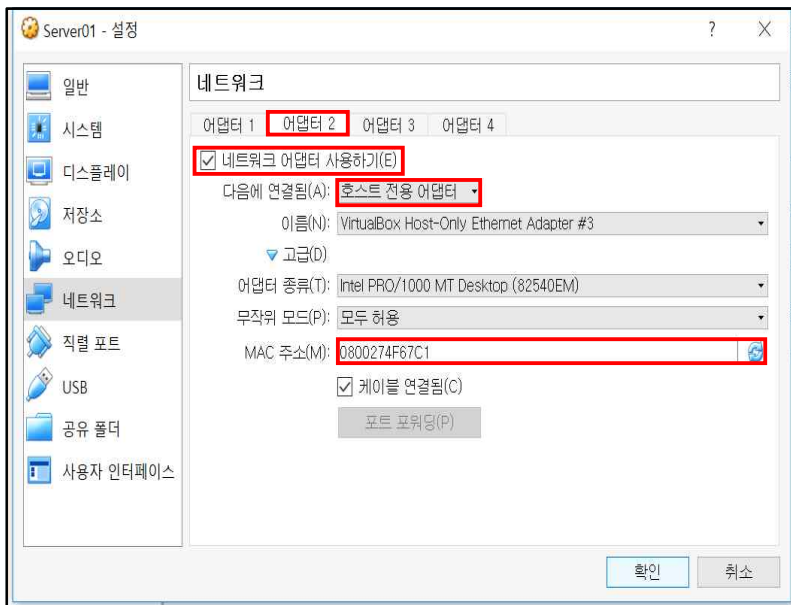 Server01 - 설정
?
일반
시스템
디스플레이
저장소
오디오
네트워크
직렬 포트
USB
공유 폴더
사용자 인터페이스
네트워크
어댑터 1 어댑터 2 어댑터 3 어댑터 4
네트워크 어댑터 사용하기(E)
다음에 연결됨(A): 호스트 전용 어댑터
이름(N): VirtualBox Host-Only Ethernet Adapter #3
고급(D)
어댑터 종류(T): Intel PRO/1000 MT Desktop (82540EM)
무작위 모드(P): 모두 허용
MAC 주소(M): 0800274F67C1
케이블 연결됨(C)
포트 포워딩(P)
확인 취소